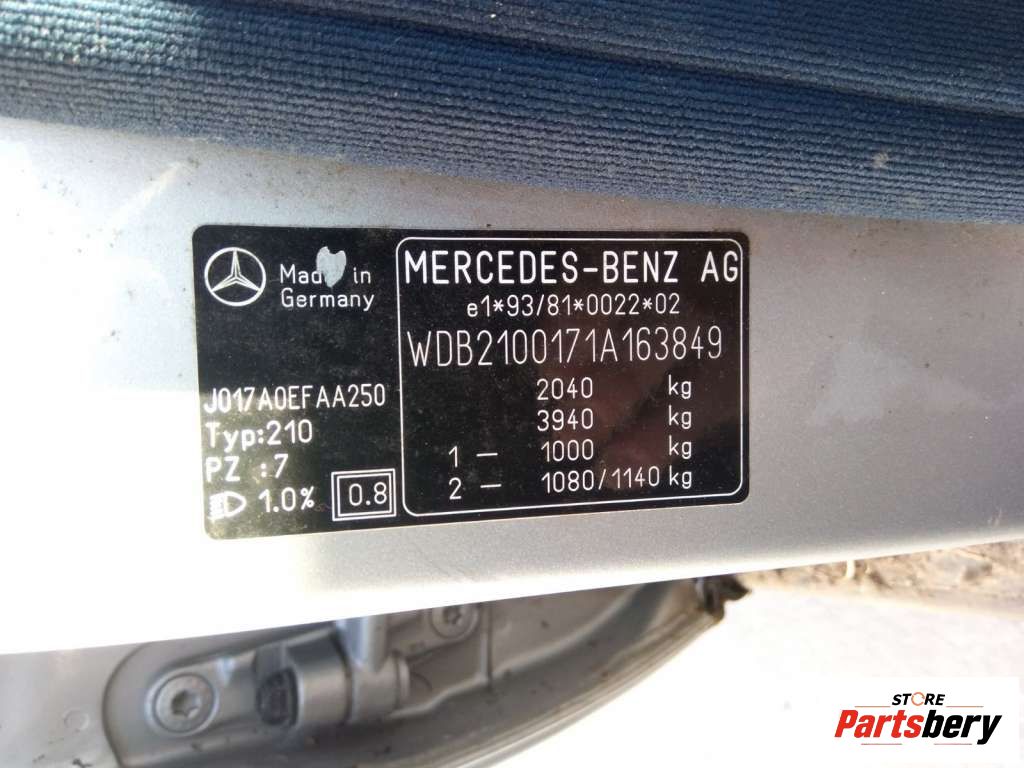 Made in
Germany
MERCEDES-BENZ AG
e1*93/81*0022*02
WDB2100171A163849
2040 kg
3940 kg
1 – 1000 kg
2 – 1080/1140 kg
J017A0EFAA250
Typ:210
PZ :7
1.0% 0.8
STORE
Partsbery